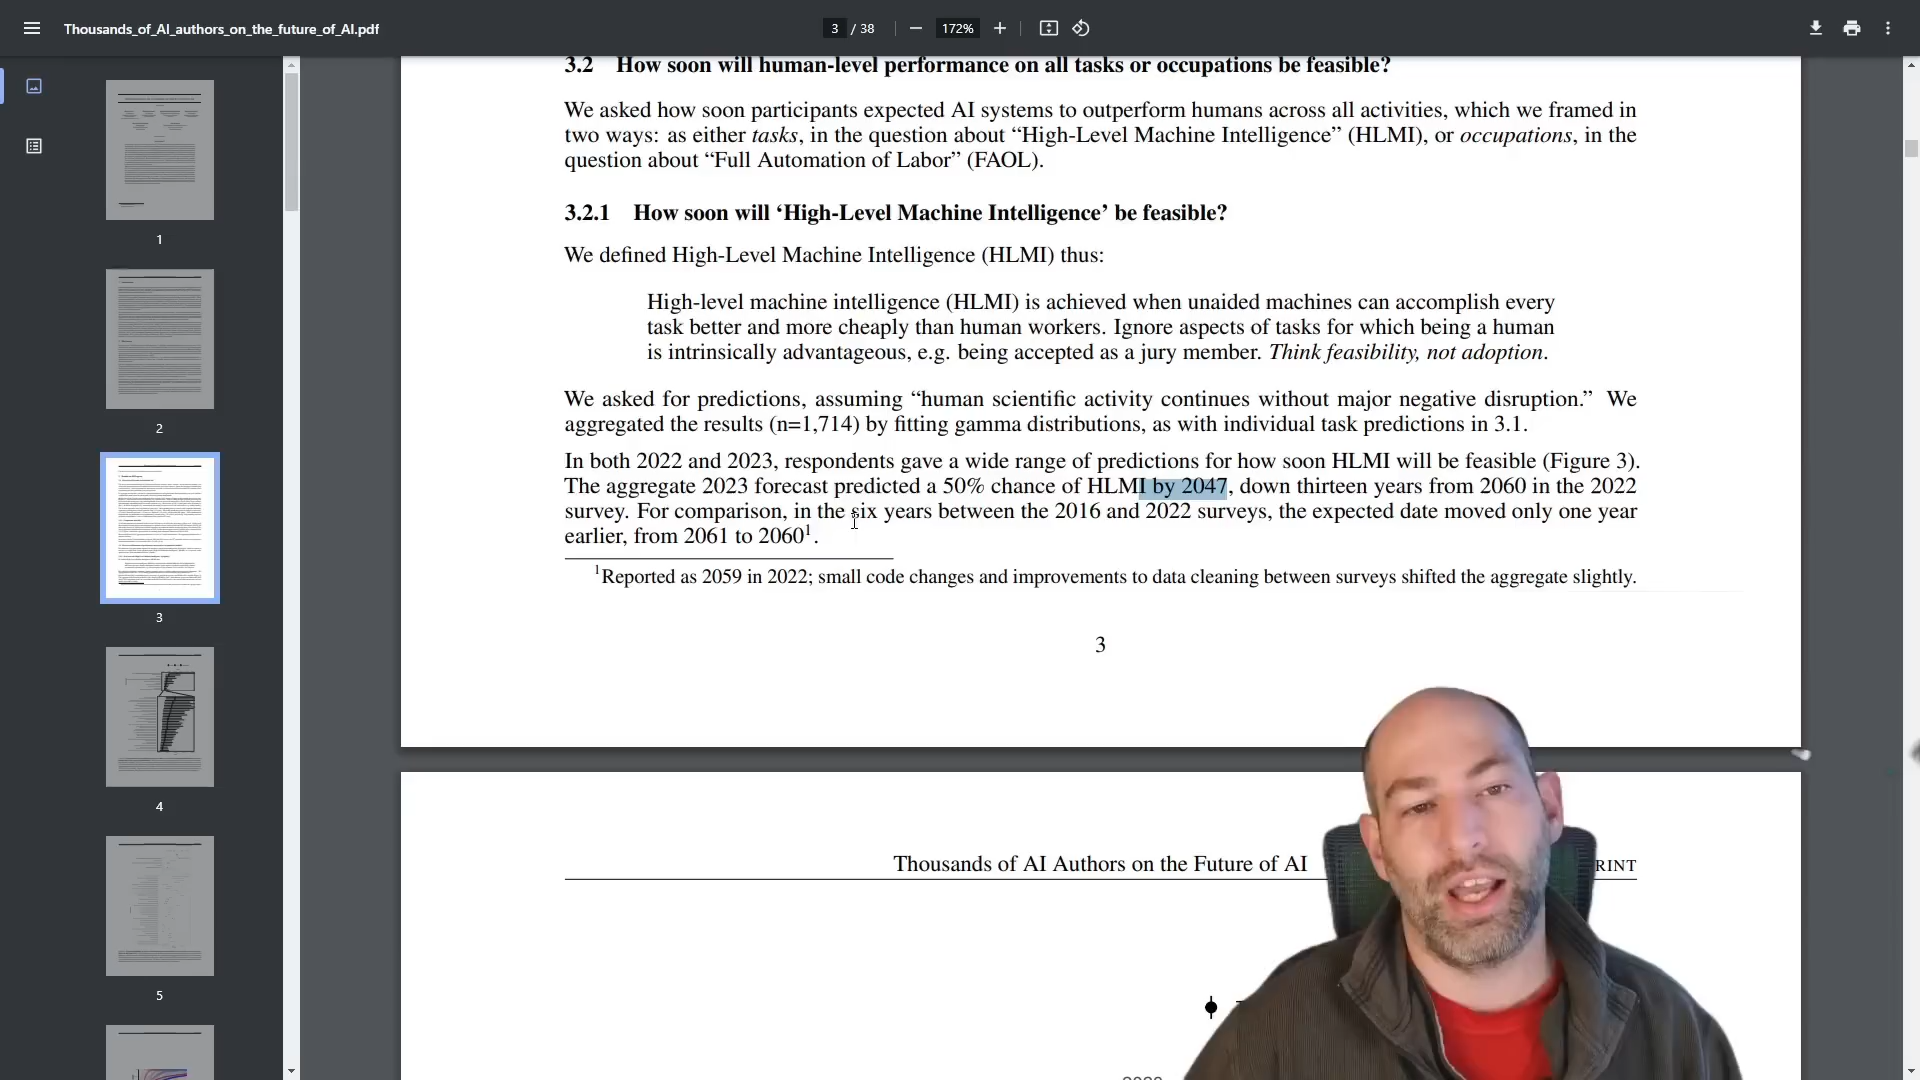 Thousands_of_AI_authors_on_the_future_of_AI.pdf
3 / 38
172%
1
2
3
4
5
3.2 How soon will human-level performance on all tasks or occupations be feasible?
We asked how soon participants expected AI systems to outperform humans across all activities, which we framed in
two ways: as either tasks, in the question about “High-Level Machine Intelligence” (HLMI), or occupations, in the
question about “Full Automation of Labor” (FAOL).
3.2.1 How soon will ‘High-Level Machine Intelligence’ be feasible?
We defined High-Level Machine Intelligence (HLMI) thus:
High-level machine intelligence (HLMI) is achieved when unaided machines can accomplish every
task better and more cheaply than human workers. Ignore aspects of tasks for which being a human
is intrinsically advantageous, e.g. being accepted as a jury member. Think feasibility, not adoption.
We asked for predictions, assuming “human scientific activity continues without major negative disruption.” We
aggregated the results (n=1,714) by fitting gamma distributions, as with individual task predictions in 3.1.
In both 2022 and 2023, respondents gave a wide range of predictions for how soon HLMI will be feasible (Figure 3).
The aggregate 2023 forecast predicted a 50% chance of HLMI by 2047, down thirteen years from 2060 in the 2022
survey. For comparison, in the six years between the 2016 and 2022 surveys, the expected date moved only one year
earlier, from 2061 to 2060¹.
¹Reported as 2059 in 2022; small code changes and improvements to data cleaning between surveys shifted the aggregate slightly.
3
Thousands of AI Authors on the Future of AI RINT